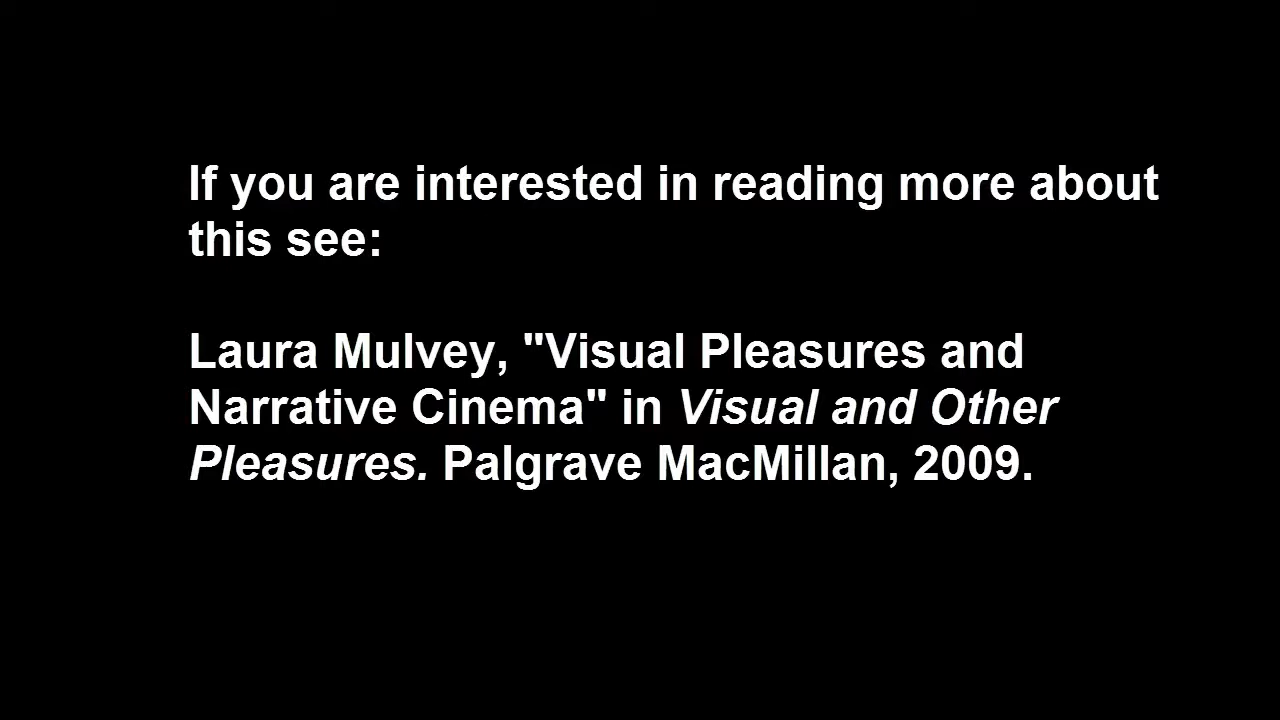 If you are interested in reading more about
this see:
Laura Mulvey, "Visual Pleasures and
Narrative Cinema" in Visual and Other
Pleasures. Palgrave MacMillan, 2009.